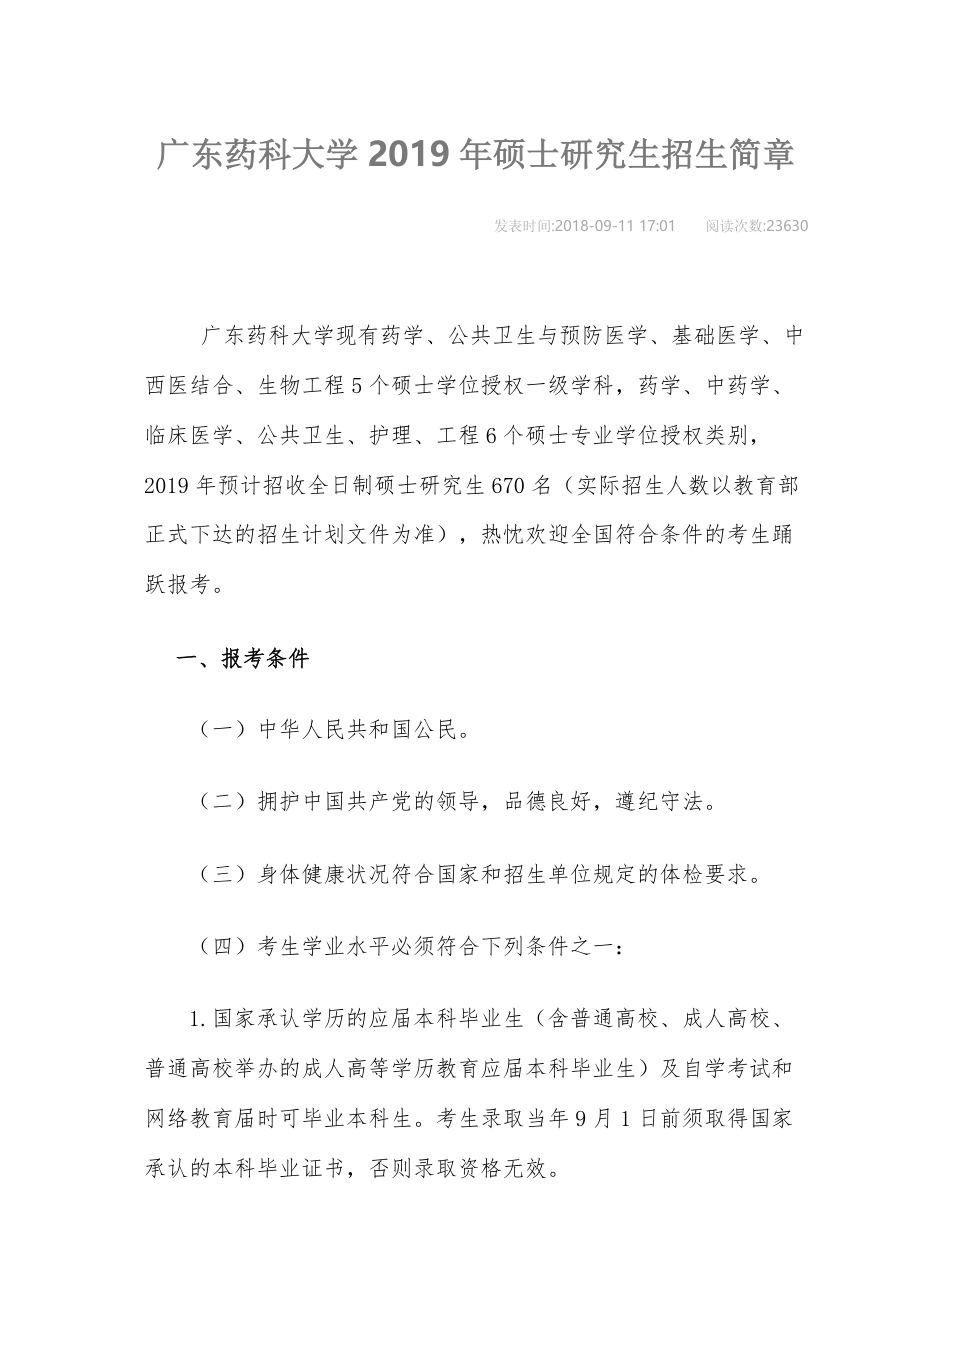 广东药科大学 2019 年硕士研究生招生简章
发表时间:2018-09-11 17:01 阅读次数:23630
广东药科大学现有药学、公共卫生与预防医学、基础医学、中
西医结合、生物工程 5 个硕士学位授权一级学科，药学、中药学、
临床医学、公共卫生、护理、工程 6 个硕士专业学位授权类别，
2019 年预计招收全日制硕士研究生 670 名（实际招生人数以教育部
正式下达的招生计划文件为准），热忱欢迎全国符合条件的考生踊
跃报考。
一、报考条件
（一）中华人民共和国公民。
（二）拥护中国共产党的领导，品德良好，遵纪守法。
（三）身体健康状况符合国家和招生单位规定的体检要求。
（四）考生学业水平必须符合下列条件之一：
1.国家承认学历的应届本科毕业生（含普通高校、成人高校、
普通高校举办的成人高等学历教育应届本科毕业生）及自学考试和
网络教育届时可毕业本科生。考生录取当年 9 月 1 日前须取得国家
承认的本科毕业证书，否则录取资格无效。